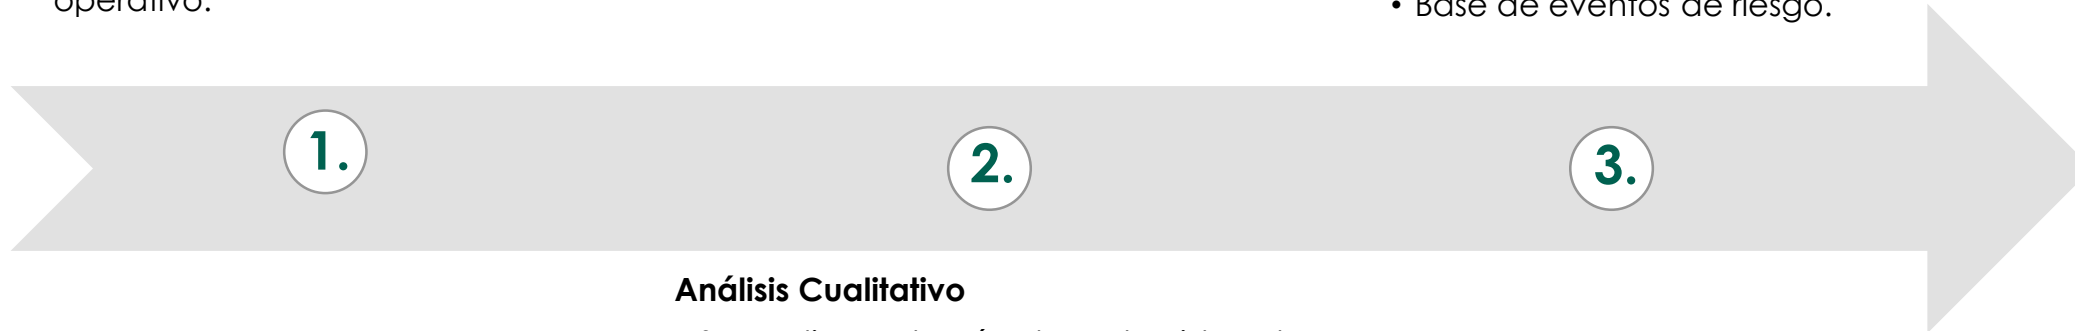 operativo.
• Base de eventos de riesgo.
1.
2.
3.
Análisis Cualitativo